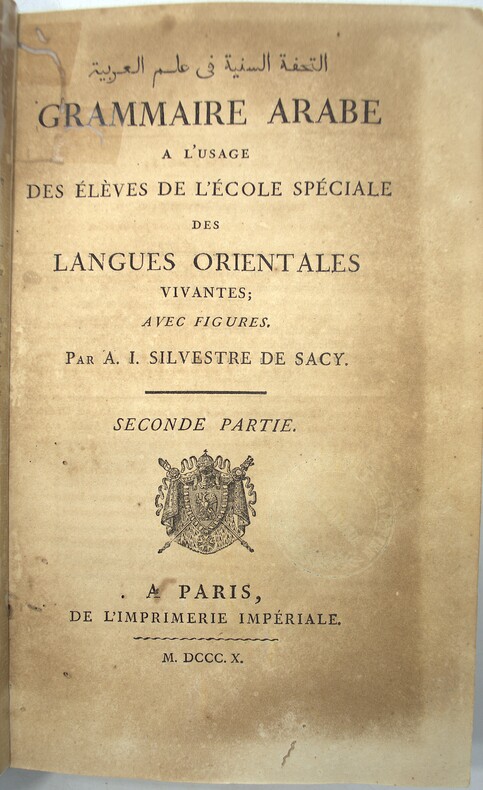 التحفة السنية في علم العربية
GRAMMAIRE ARABE
A L'USAGE
DES ÉLÈVES DE L'ÉCOLE SPÉCIALE
DES
LANGUES ORIENTALES
VIVANTES;
AVEC FIGURES.
PAR A. I. SILVESTRE DE SACY.
SECONDE PARTIE.
A PARIS,
DE L'IMPRIMERIE IMPÉRIALE.
M. DCCC. X.